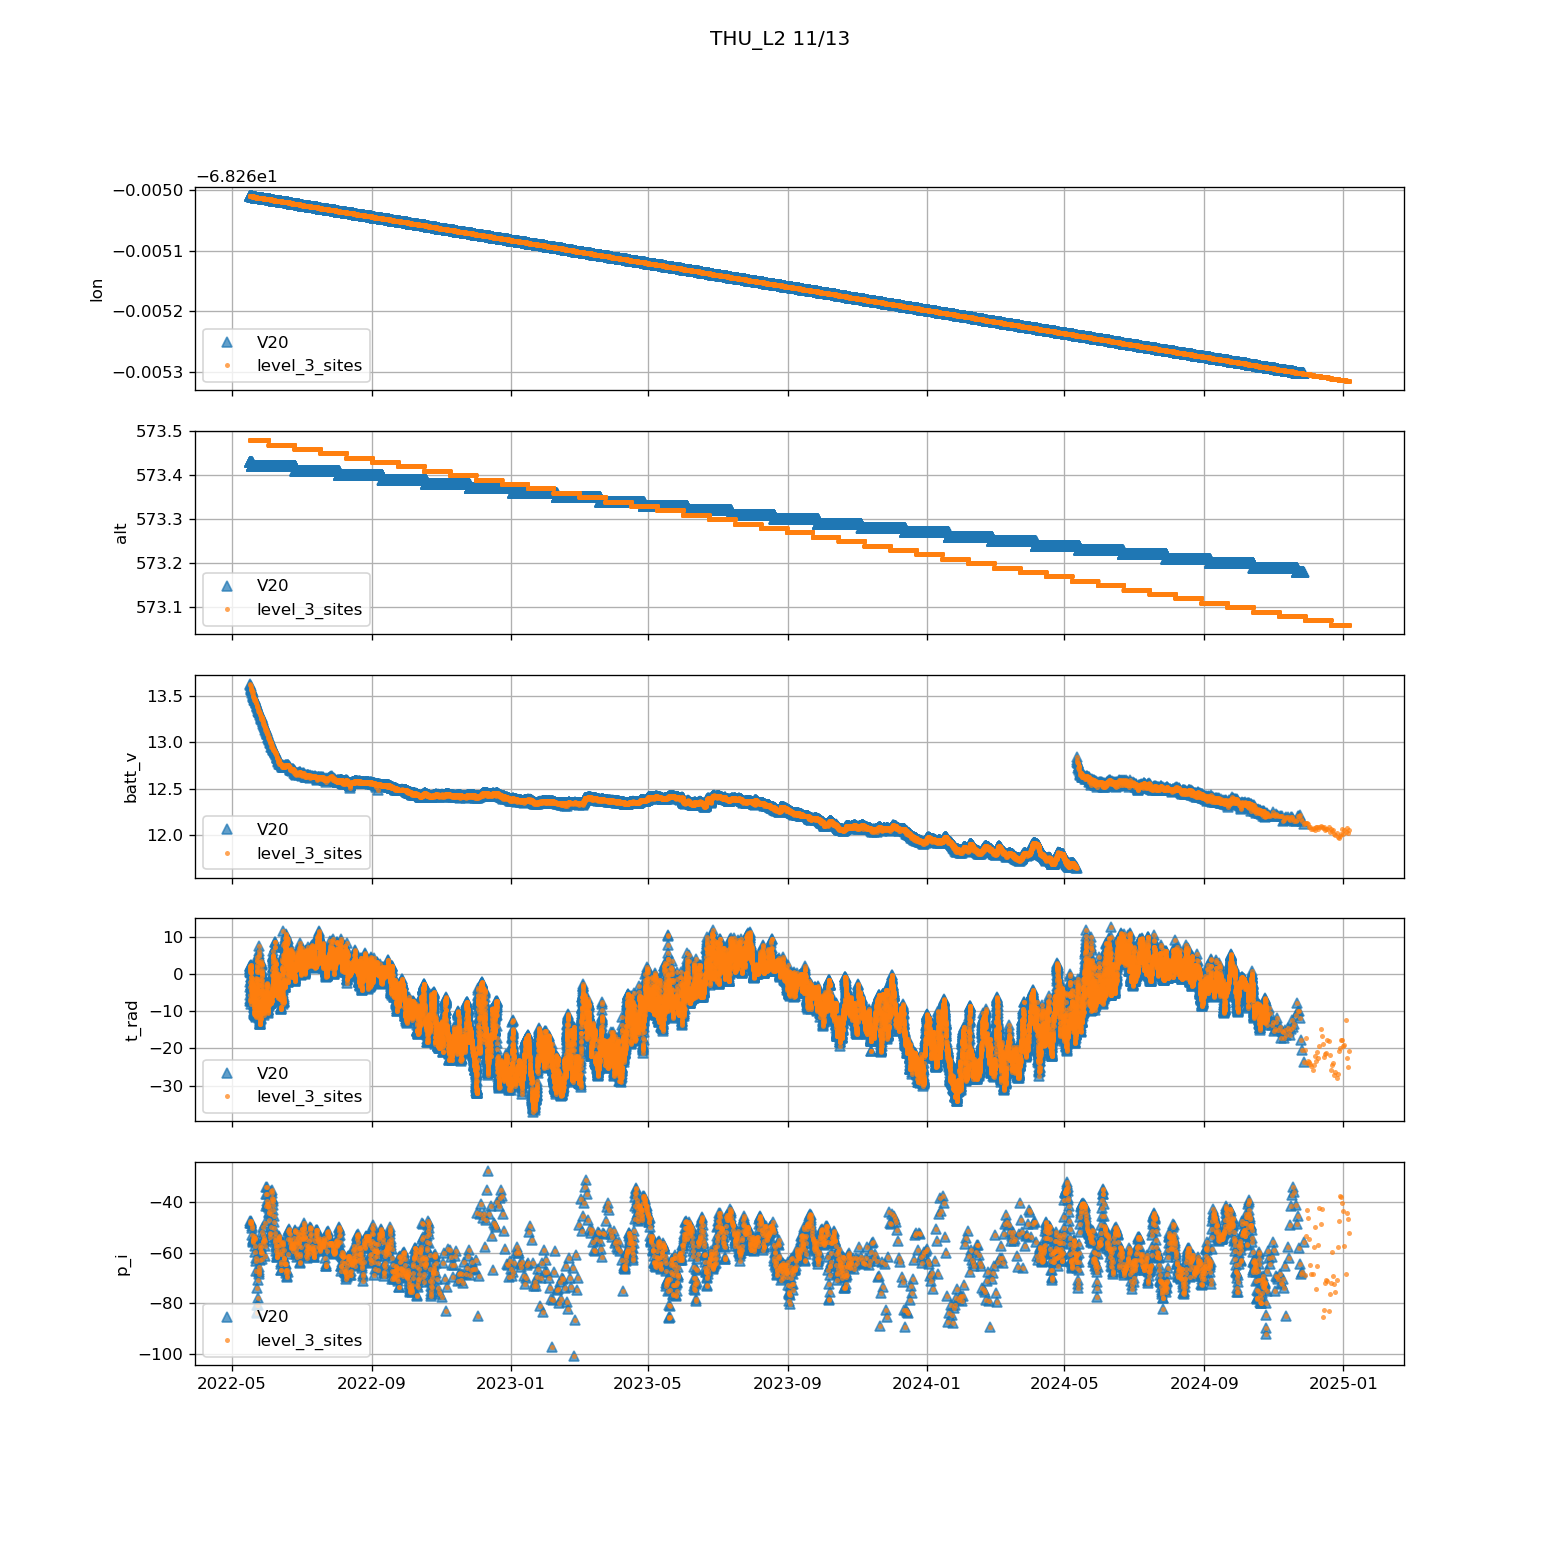 THU_L2 11/13
−6.826e1
−0.0050
−0.0051
−0.0052
−0.0053
lon
V20
level_3_sites
573.5
573.4
573.3
573.2
573.1
alt
V20
level_3_sites
13.5
13.0
12.5
12.0
batt_v
V20
level_3_sites
10
0
−10
−20
−30
t_rad
V20
level_3_sites
−40
−60
−80
−100
p_i
V20
level_3_sites
2022-05 2022-09 2023-01 2023-05 2023-09 2024-01 2024-05 2024-09 2025-01